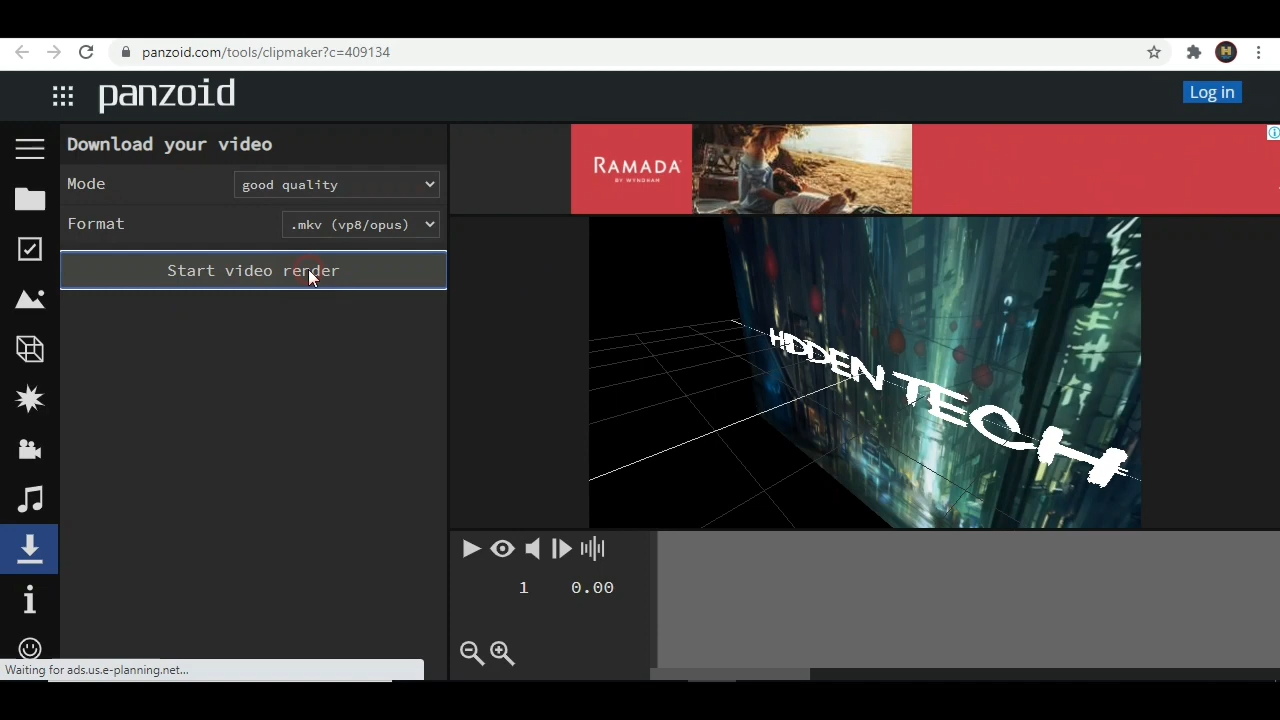 panzoid.com/tools/clipmaker?c=409134
panzoid
Log in
Download your video
Mode
good quality
Format
.mkv (vp8/opus)
Start video render
RAMADA
BY WYNDHAM
HIDDEN TECH
1 0.00
Waiting for ads.us.e-planning.net...